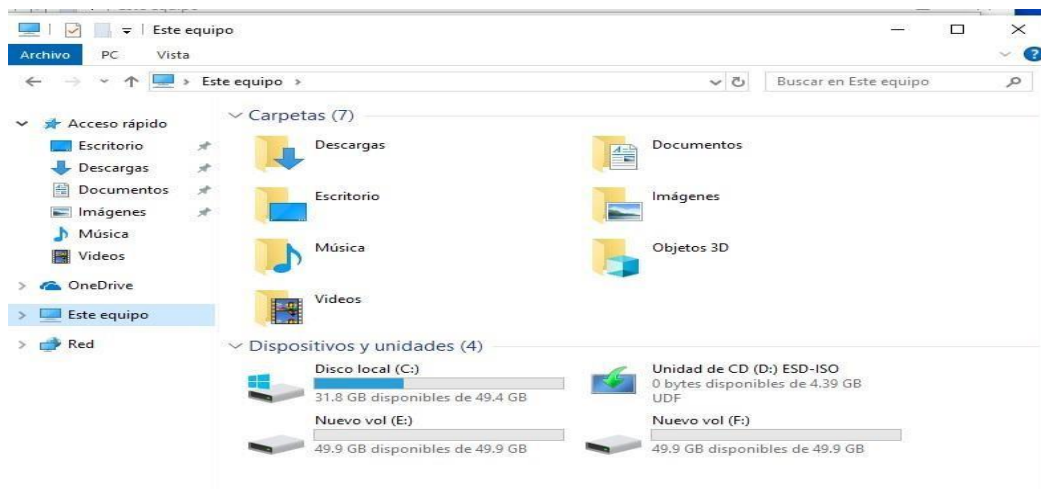 Este equipo
Archivo PC Vista
Este equipo
Buscar en Este equipo
Acceso rápido
Escritorio
Descargas
Documentos
Imágenes
Música
Videos
OneDrive
Este equipo
Red
Carpetas (7)
Descargas
Documentos
Escritorio
Imágenes
Música
Objetos 3D
Videos
Dispositivos y unidades (4)
Disco local (C:)
31.8 GB disponibles de 49.4 GB
Unidad de CD (D:) ESD-ISO
0 bytes disponibles de 4.39 GB
UDF
Nuevo vol (E:)
49.9 GB disponibles de 49.9 GB
Nuevo vol (F:)
49.9 GB disponibles de 49.9 GB